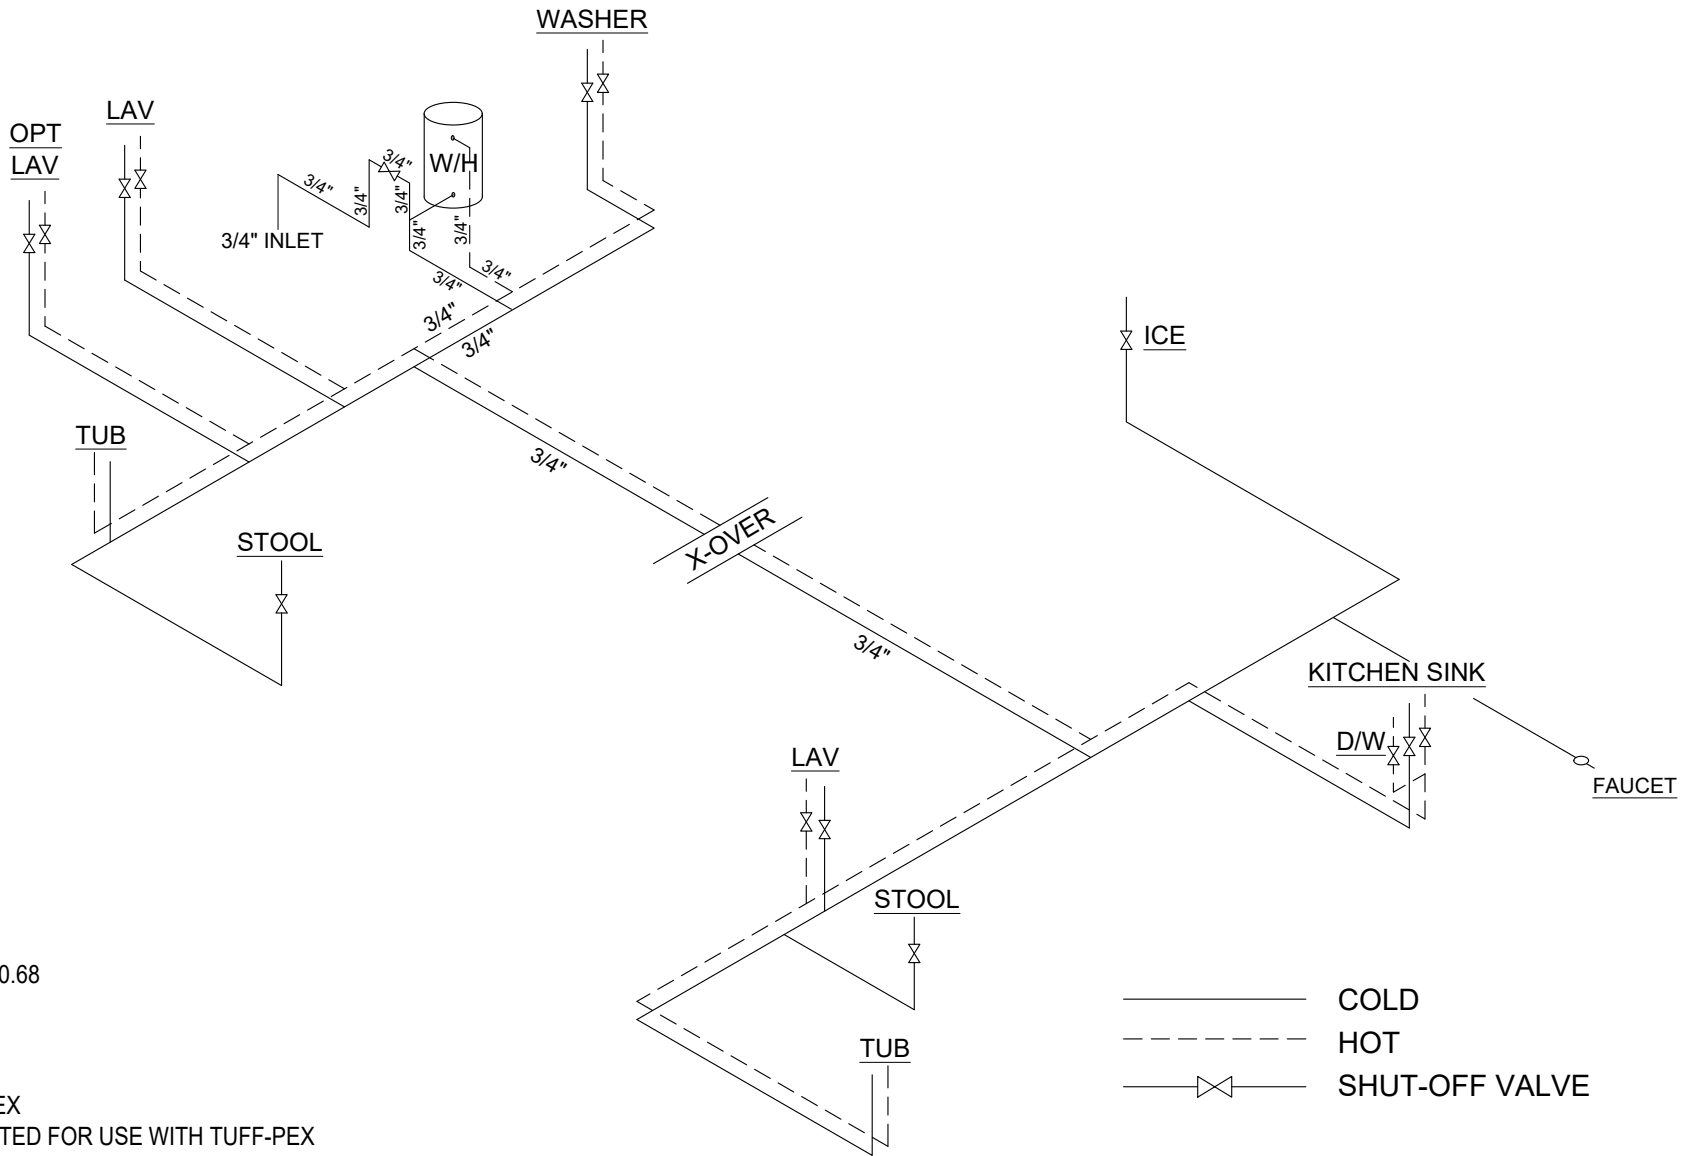 WASHER
LAV
OPT
LAV
W/H
3/4"
3/4"
3/4"
3/4"
3/4"
3/4"
3/4" INLET
3/4"
3/4"
3/4"
3/4"
ICE
TUB
3/4"
X-OVER
STOOL
3/4"
KITCHEN SINK
D/W
LAV
FAUCET
STOOL
0.68
COLD
HOT
TUB
SHUT-OFF VALVE
EX
TED FOR USE WITH TUFF-PEX